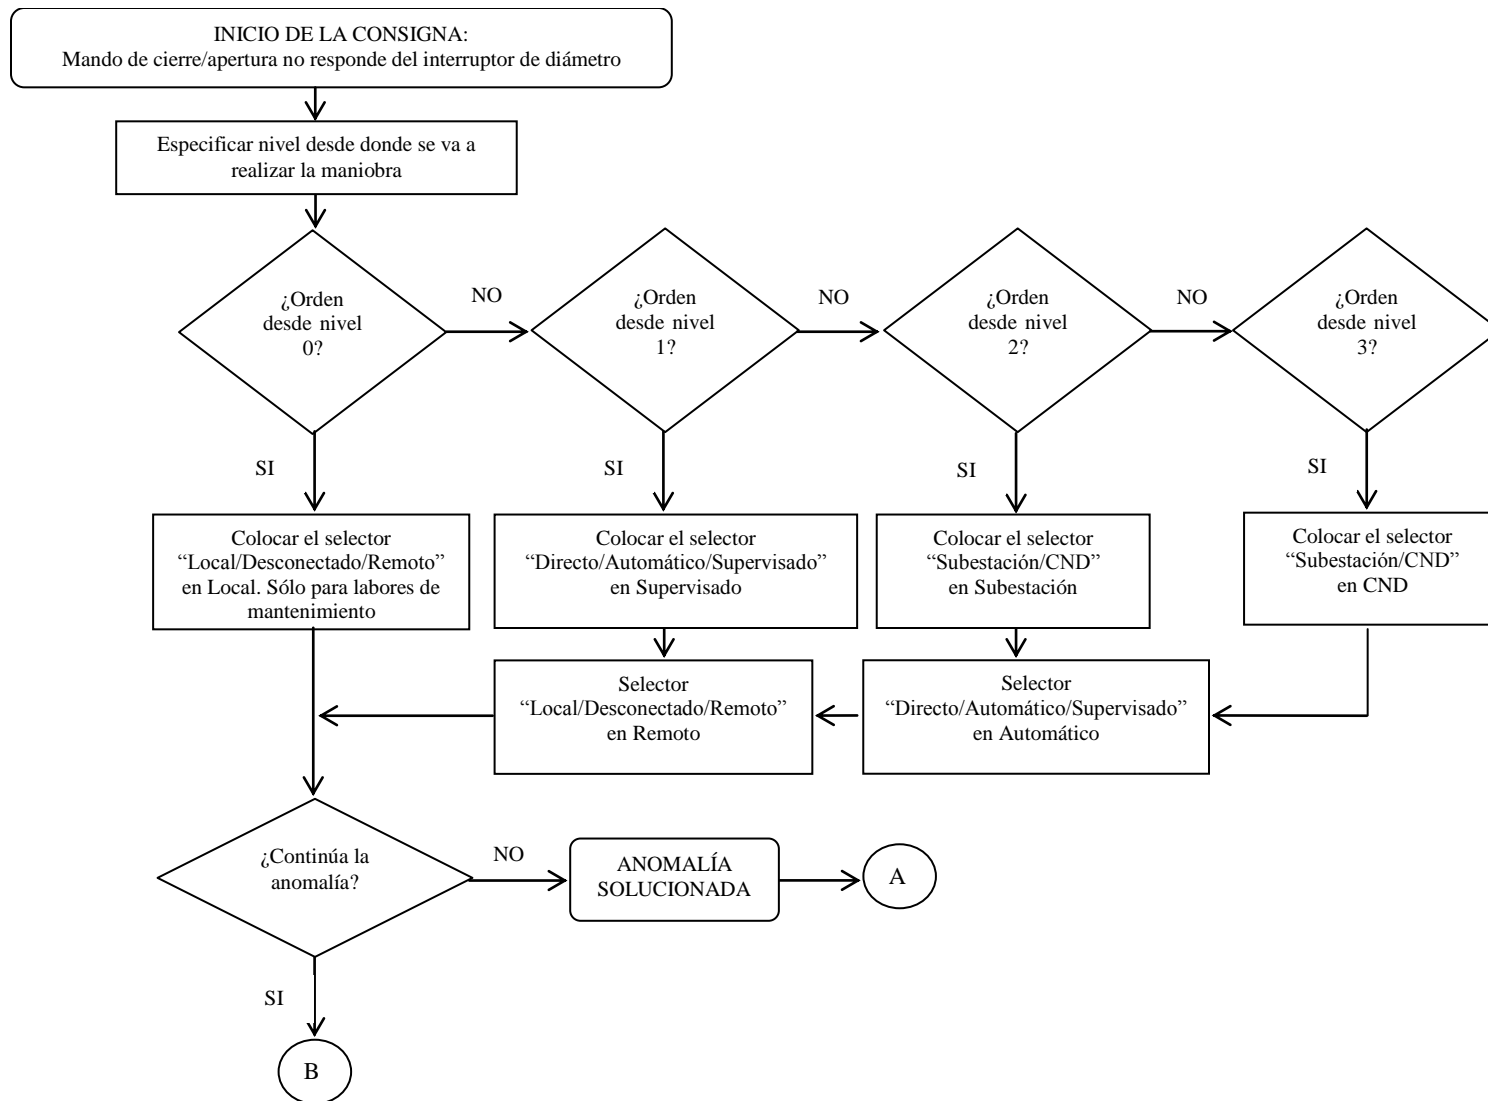 INICIO DE LA CONSIGNA:
Mando de cierre/apertura no responde del interruptor de diámetro
Especificar nivel desde donde se va a
realizar la maniobra
¿Orden
desde nivel
0?
NO
¿Orden
desde nivel
1?
NO
¿Orden
desde nivel
2?
NO
¿Orden
desde nivel
3?
SI
SI
SI
SI
Colocar el selector
“Local/Desconectado/Remoto”
en Local. Sólo para labores de
mantenimiento
Colocar el selector
“Directo/Automático/Supervisado”
en Supervisado
Colocar el selector
“Subestación/CND”
en Subestación
Colocar el selector
“Subestación/CND”
en CND
Selector
“Local/Desconectado/Remoto”
en Remoto
Selector
“Directo/Automático/Supervisado”
en Automático
¿Continúa la
anomalía?
NO
ANOMALÍA
SOLUCIONADA
A
SI
B